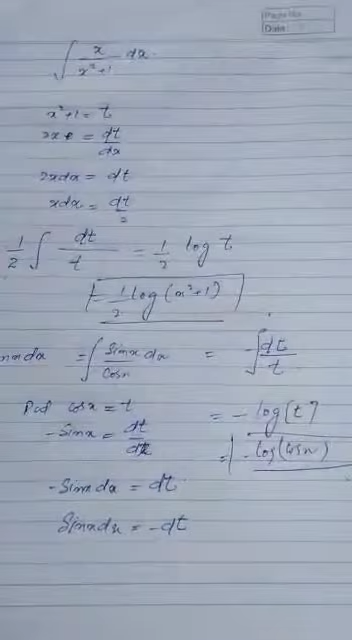 Page No.
Date
∫ x/(x²+1) dx
x²+1 = t
2x = dt/dx
2xdx = dt
xdx = dt/2
1/2 ∫ dt/t = 1/2 log t
= 1/2 log (x²+1)
= ∫ Sinx dx/Cosx = -∫ dt/t
Put cosx = t = - log [t]
-Sinx = dt/dx = - log (cosx)
-Sinx dx = dt
Sinx dx = -dt